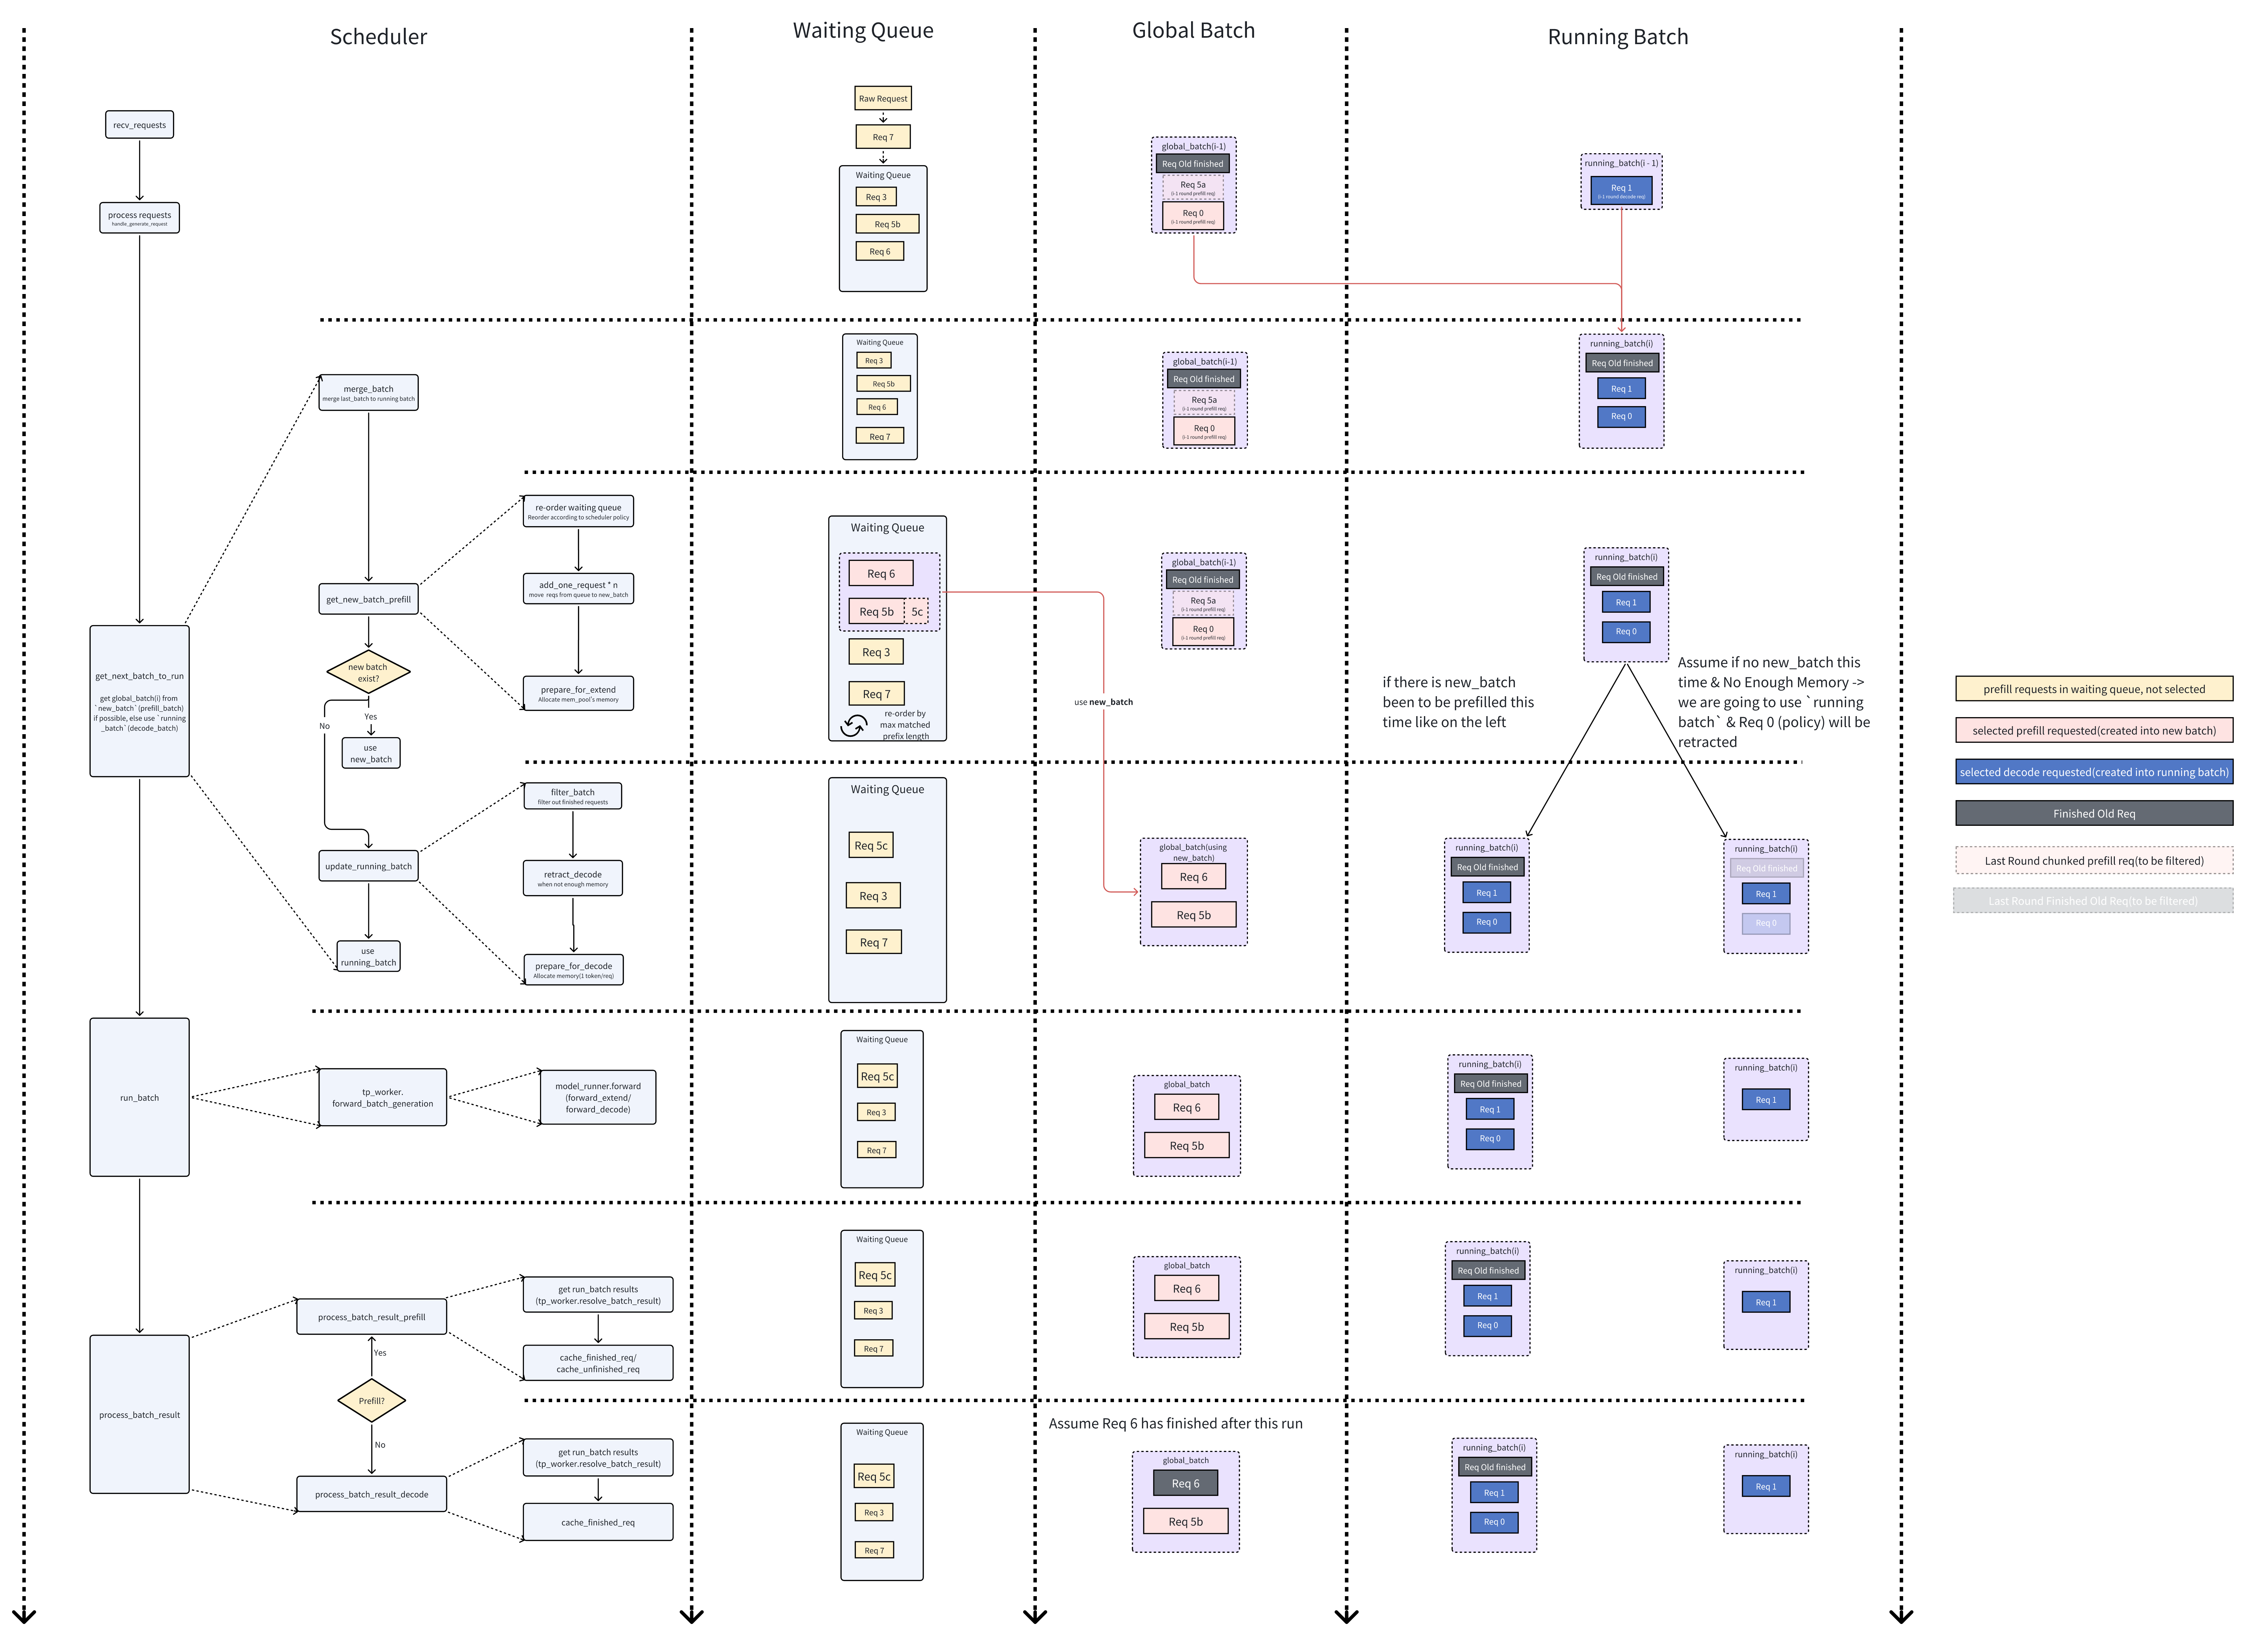 Scheduler
Waiting Queue
Global Batch
Running Batch
recv_requests
process requests
handle_generate_request
Raw Request
Req 7
Waiting Queue
Req 3
Req 5b
Req 6
global_batch(i-1)
Req Old finished
Req 5a
(i-1 round prefill req)
Req 0
(i-1 round prefill req)
running_batch(i - 1)
Req 1
(i-1 round decode req)
merge_batch
merge last_batch to running batch
Waiting Queue
Req 3
Req 5b
Req 6
Req 7
global_batch(i-1)
Req Old finished
Req 5a
(i-1 round prefill req)
Req 0
(i-1 round prefill req)
running_batch(i)
Req Old finished
Req 1
Req 0
get_next_batch_to_run
get global_batch(i) from
`new_batch`(prefill_batch)
if possible, else use `running
_batch`(decode_batch)
get_new_batch_prefill
new batch
exist?
No
Yes
use
new_batch
re-order waiting queue
Reorder according to scheduler policy
add_one_request * n
move reqs from queue to new_batch
prepare_for_extend
Allocate mem_pool's memory
Waiting Queue
Req 6
Req 5b
5c
Req 3
Req 7
re-order by
max matched
prefix length
use new_batch
global_batch(i-1)
Req Old finished
Req 5a
(i-1 round prefill req)
Req 0
(i-1 round prefill req)
running_batch(i)
Req Old finished
Req 1
Req 0
if there is new_batch
been to be prefilled this
time like on the left
Assume if no new_batch this
time & No Enough Memory ->
we are going to use `running
batch` & Req 0 (policy) will be
retracted
update_running_batch
use
running_batch
filter_batch
filter out finished requests
retract_decode
when not enough memory
prepare_for_decode
Allocate memory(1 token/req)
Waiting Queue
Req 5c
Req 3
Req 7
global_batch(using
new_batch)
Req 6
Req 5b
running_batch(i)
Req Old finished
Req 1
Req 0
running_batch(i)
Req Old finished
Req 1
Req 0
run_batch
tp_worker.
forward_batch_generation
model_runner.forward
(forward_extend/
forward_decode)
Waiting Queue
Req 5c
Req 3
Req 7
global_batch
Req 6
Req 5b
running_batch(i)
Req Old finished
Req 1
Req 0
running_batch(i)
Req 1
process_batch_result
process_batch_result_prefill
Yes
Prefill?
No
process_batch_result_decode
get run_batch results
(tp_worker.resolve_batch_result)
cache_finished_req/
cache_unfinished_req
Waiting Queue
Req 5c
Req 3
Req 7
global_batch
Req 6
Req 5b
running_batch(i)
Req Old finished
Req 1
Req 0
running_batch(i)
Req 1
get run_batch results
(tp_worker.resolve_batch_result)
cache_finished_req
Waiting Queue
Req 5c
Req 3
Req 7
Assume Req 6 has finished after this run
global_batch
Req 6
Req 5b
running_batch(i)
Req Old finished
Req 1
Req 0
running_batch(i)
Req 1
prefill requests in waiting queue, not selected
selected prefill requested(created into new batch)
selected decode requested(created into running batch)
Finished Old Req
Last Round chunked prefill req(to be filtered)
Last Round Finished Old Req(to be filtered)